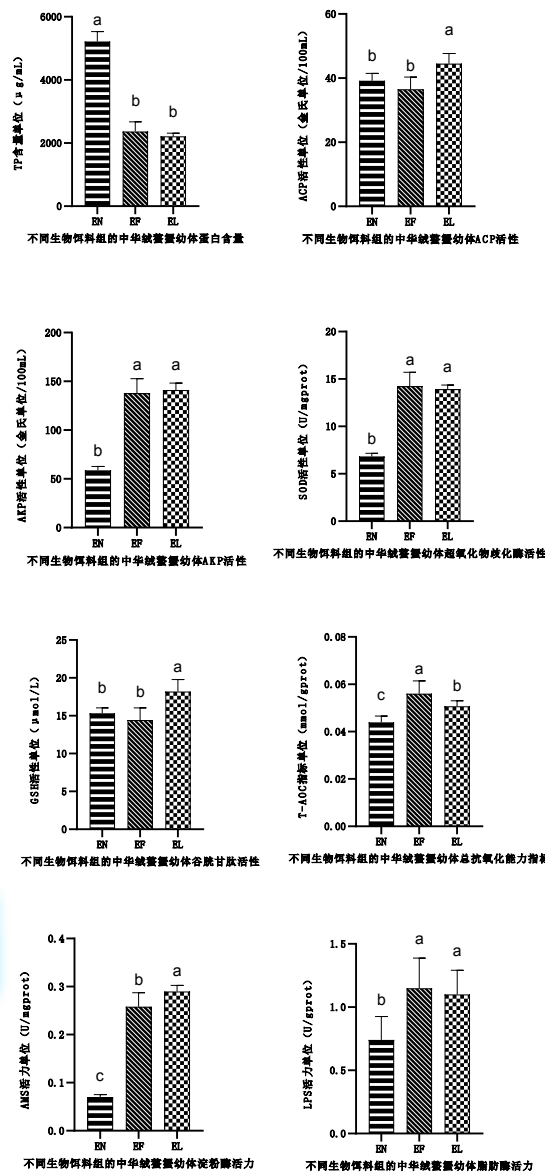 TP含量单位（μg/mL）
6000
4000
2000
0
a
b
b
EN
EF
EL
不同生物饵料组的中华绒螯蟹幼体蛋白含量
ACP活性单位（金氏单位/100mL）
60
40
20
0
b
b
a
EN
EF
EL
不同生物饵料组的中华绒螯蟹幼体ACP活性
AKP活性单位（金氏单位/100mL）
200
150
100
50
0
b
a
a
EN
EF
EL
不同生物饵料组的中华绒螯蟹幼体AKP活性
SOD活性单位（U/mgprot）
20
15
10
5
0
b
a
a
EN
EF
EL
不同生物饵料组的中华绒螯蟹幼体超氧化物歧化酶活性
GSH活性单位（μmol/L）
25
20
15
10
5
0
b
b
a
EN
EF
EL
不同生物饵料组的中华绒螯蟹幼体谷胱甘肽活性
T-AOC指标单位（mmol/gprot）
0.08
0.06
0.04
0.02
0.00
c
a
b
EN
EF
EL
不同生物饵料组的中华绒螯蟹幼体总抗氧化能力指标
AMS活力单位（U/mgprot）
0.4
0.3
0.2
0.1
0.0
c
b
a
EN
EF
EL
不同生物饵料组的中华绒螯蟹幼体淀粉酶活力
LPS活力单位（U/gprot）
1.5
1.0
0.5
0.0
b
a
a
EN
EF
EL
不同生物饵料组的中华绒螯蟹幼体脂肪酶活力